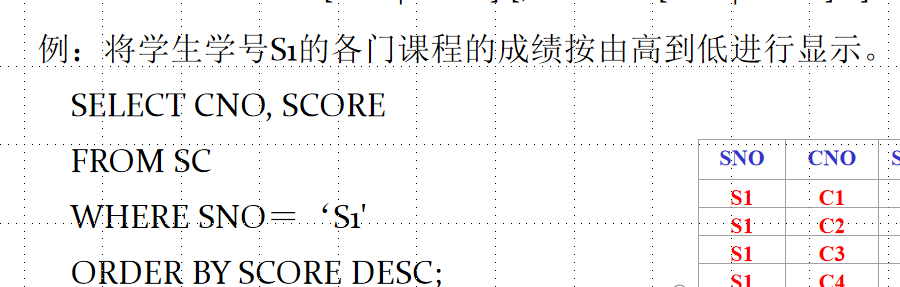 例：将学生学号S1的各门课程的成绩按由高到低进行显示。
SELECT CNO, SCORE
FROM SC
WHERE SNO＝‘S1'
ORDER BY SCORE DESC;
SNO CNO S
S1 C1
S1 C2
S1 C3
S1 C4